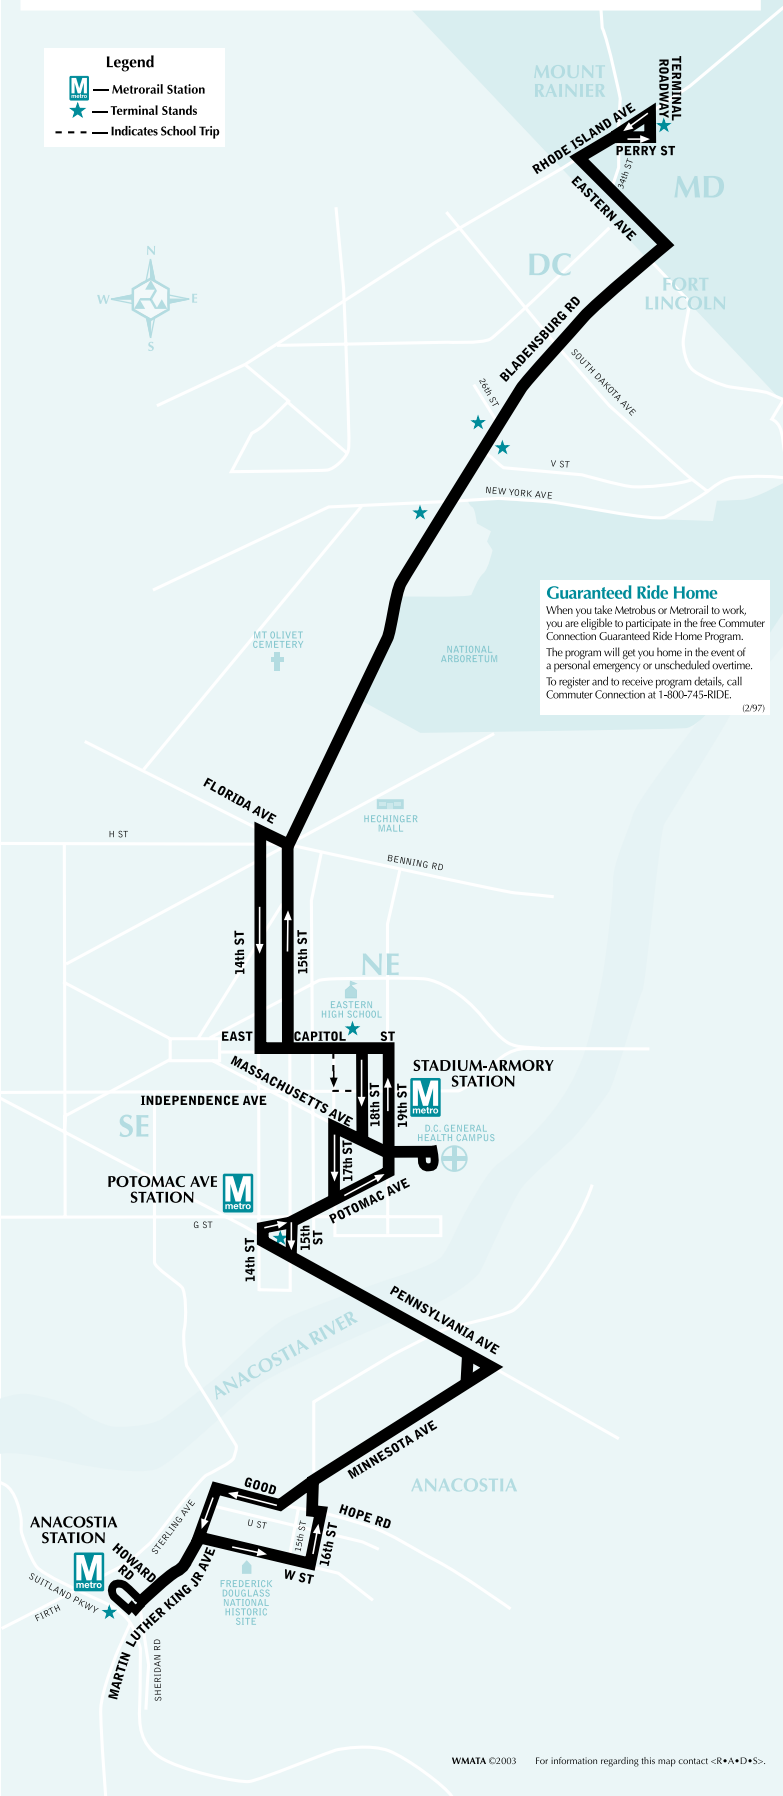 Legend
M
metro
Metrorail Station
Terminal Stands
Indicates School Trip
MOUNT
RAINIER
TERMINAL
ROADWAY
RHODE ISLAND AVE
PERRY ST
34th ST
EASTERN AVE
MD
DC
FORT
LINCOLN
N
W
E
S
BLADENSBURG RD
SOUTH DAKOTA AVE
26th ST
V ST
NEW YORK AVE
Guaranteed Ride Home
When you take Metrobus or Metrorail to work,
you are eligible to participate in the free Commuter
Connection Guaranteed Ride Home Program.
The program will get you home in the event of
a personal emergency or unscheduled overtime.
To register and to receive program details, call
Commuter Connection at 1-800-745-RIDE.
(2/97)
MT OLIVET
CEMETERY
NATIONAL
ARBORETUM
FLORIDA AVE
HECHINGER
MALL
H ST
BENNING RD
14th ST
15th ST
NE
EASTERN
HIGH SCHOOL
EAST
CAPITOL
ST
MASSACHUSETTS AVE
STADIUM-ARMORY
STATION
M
metro
18th ST
19th ST
INDEPENDENCE AVE
SE
D.C. GENERAL
HEALTH CAMPUS
17th ST
POTOMAC AVE
STATION
M
metro
POTOMAC AVE
G ST
14th ST
15th
ST
PENNSYLVANIA AVE
ANACOSTIA RIVER
MINNESOTA AVE
ANACOSTIA
GOOD
HOPE RD
U ST
15th ST
16th ST
STERLING AVE
ANACOSTIA
STATION
M
metro
HOWARD
RD
W ST
SUITLAND PKWY
FIRTH
FREDERICK
DOUGLASS
NATIONAL
HISTORIC
SITE
MARTIN LUTHER KING JR AVE
SHERIDAN RD
WMATA ©2003 For information regarding this map contact <R•A•D•S>.